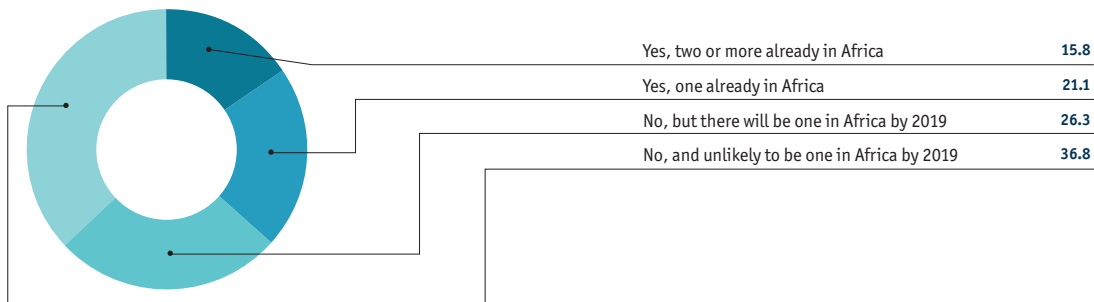 Yes, two or more already in Africa 15.8
Yes, one already in Africa 21.1
No, but there will be one in Africa by 2019 26.3
No, and unlikely to be one in Africa by 2019 36.8